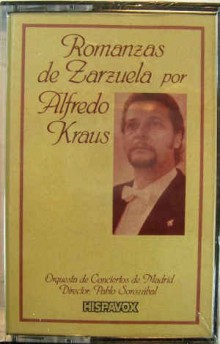 Romanzas
de Zarzuela por
Alfredo
Kraus
Orquesta de Conciertos de Madrid
Director, Pablo Sorozábal
HISPAVOX